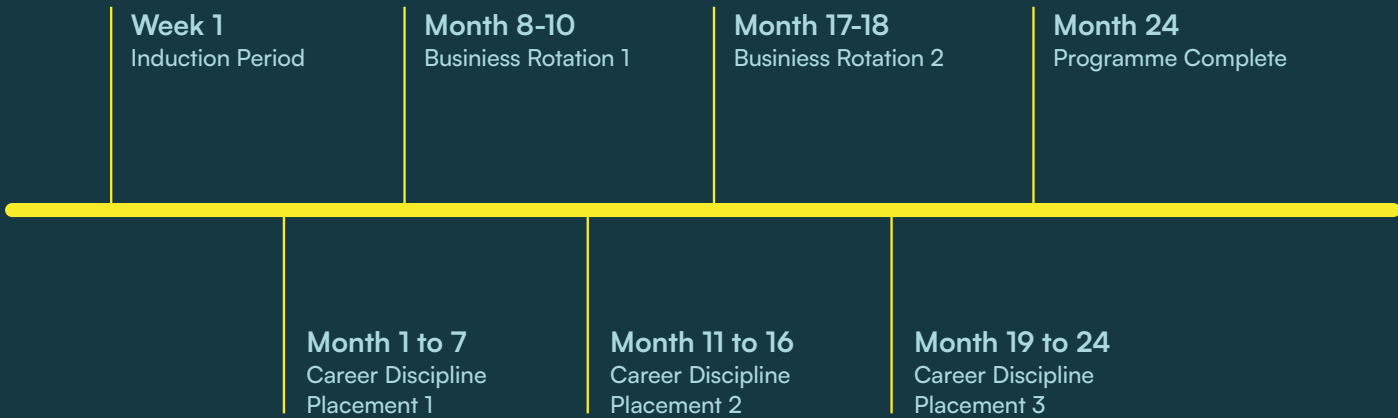 Week 1
Induction Period
Month 8-10
Businiess Rotation 1
Month 17-18
Businiess Rotation 2
Month 24
Programme Complete
Month 1 to 7
Career Discipline
Placement 1
Month 11 to 16
Career Discipline
Placement 2
Month 19 to 24
Career Discipline
Placement 3